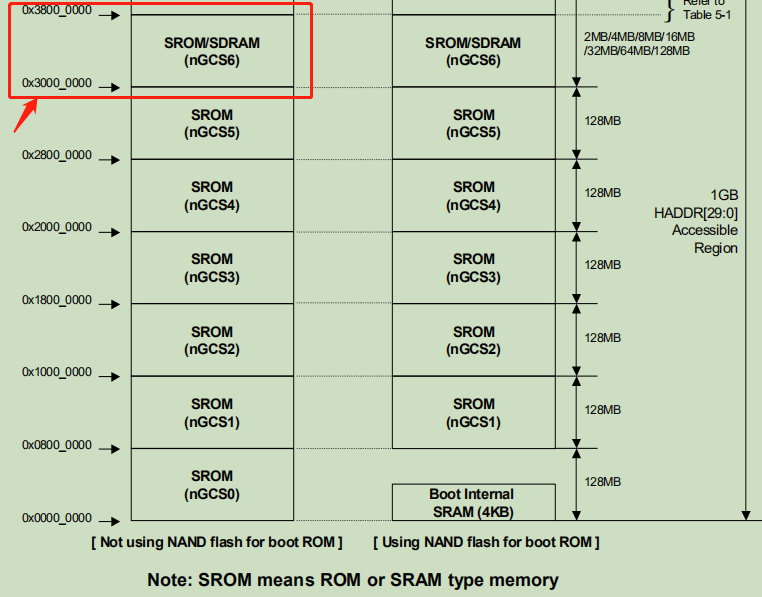 0x3800_0000
Refer to
Table 5-1
SROM/SDRAM
(nGCS6)
SROM/SDRAM
(nGCS6)
2MB/4MB/8MB/16MB
/32MB/64MB/128MB
0x3000_0000
SROM
(nGCS5)
SROM
(nGCS5)
128MB
0x2800_0000
SROM
(nGCS4)
SROM
(nGCS4)
128MB
1GB
HADDR[29:0]
Accessible
Region
0x2000_0000
SROM
(nGCS3)
SROM
(nGCS3)
128MB
0x1800_0000
SROM
(nGCS2)
SROM
(nGCS2)
128MB
0x1000_0000
SROM
(nGCS1)
SROM
(nGCS1)
128MB
0x0800_0000
SROM
(nGCS0)
Boot Internal
SRAM (4KB)
128MB
0x0000_0000
[ Not using NAND flash for boot ROM ]
[ Using NAND flash for boot ROM ]
Note: SROM means ROM or SRAM type memory